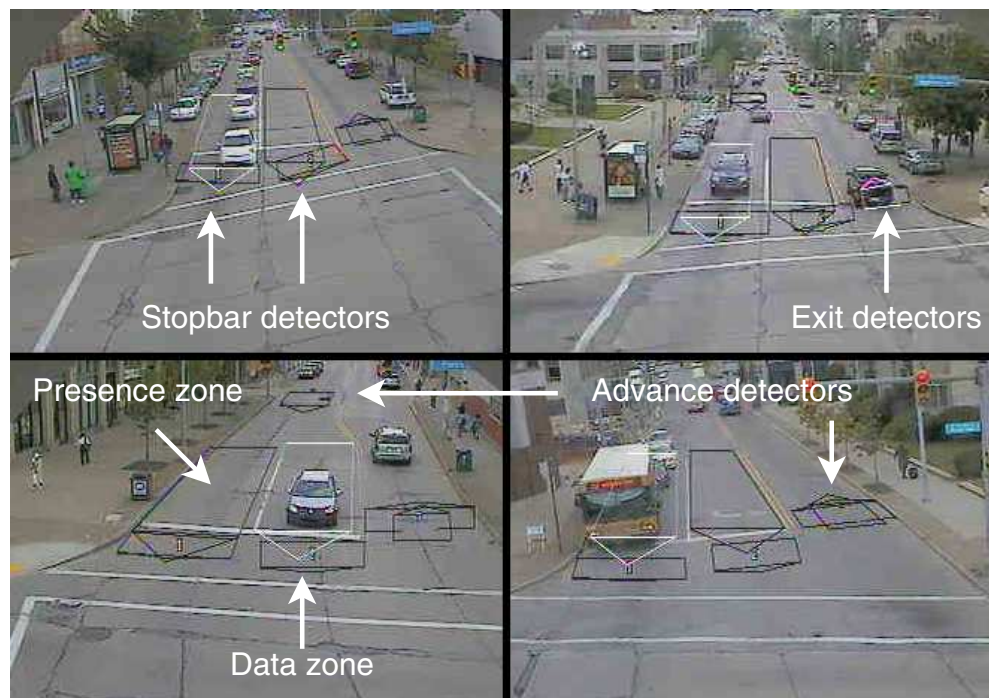 Stopbar detectors
Exit detectors
Presence zone
Advance detectors
Data zone